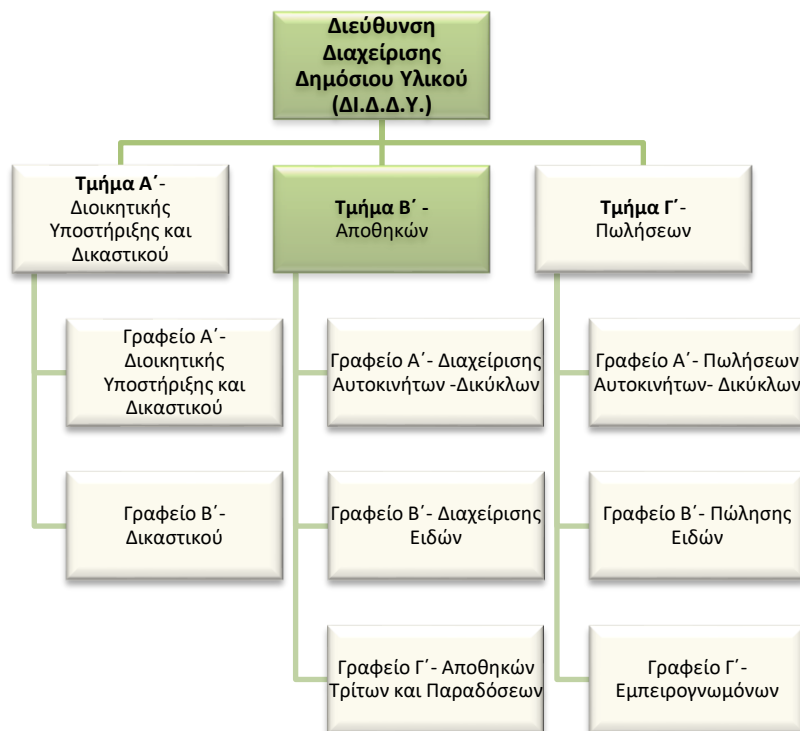 Διεύθυνση
Διαχείρισης
Δημόσιου Υλικού
(ΔΙ.Δ.Δ.Υ.)
Τμήμα Α΄-
Διοικητικής
Υποστήριξης και
Δικαστικού
Γραφείο Α΄-
Διοικητικής
Υποστήριξης και
Δικαστικού
Γραφείο Β΄-
Δικαστικού
Τμήμα Β΄ -
Αποθηκών
Γραφείο Α΄- Διαχείρισης
Αυτοκινήτων -Δικύκλων
Γραφείο Β΄- Διαχείρισης
Ειδών
Γραφείο Γ΄- Αποθηκών
Τρίτων και Παραδόσεων
Τμήμα Γ΄-
Πωλήσεων
Γραφείο Α΄- Πωλήσεων
Αυτοκινήτων- Δικύκλων
Γραφείο Β΄- Πώλησης
Ειδών
Γραφείο Γ΄-
Εμπειρογνωμόνων